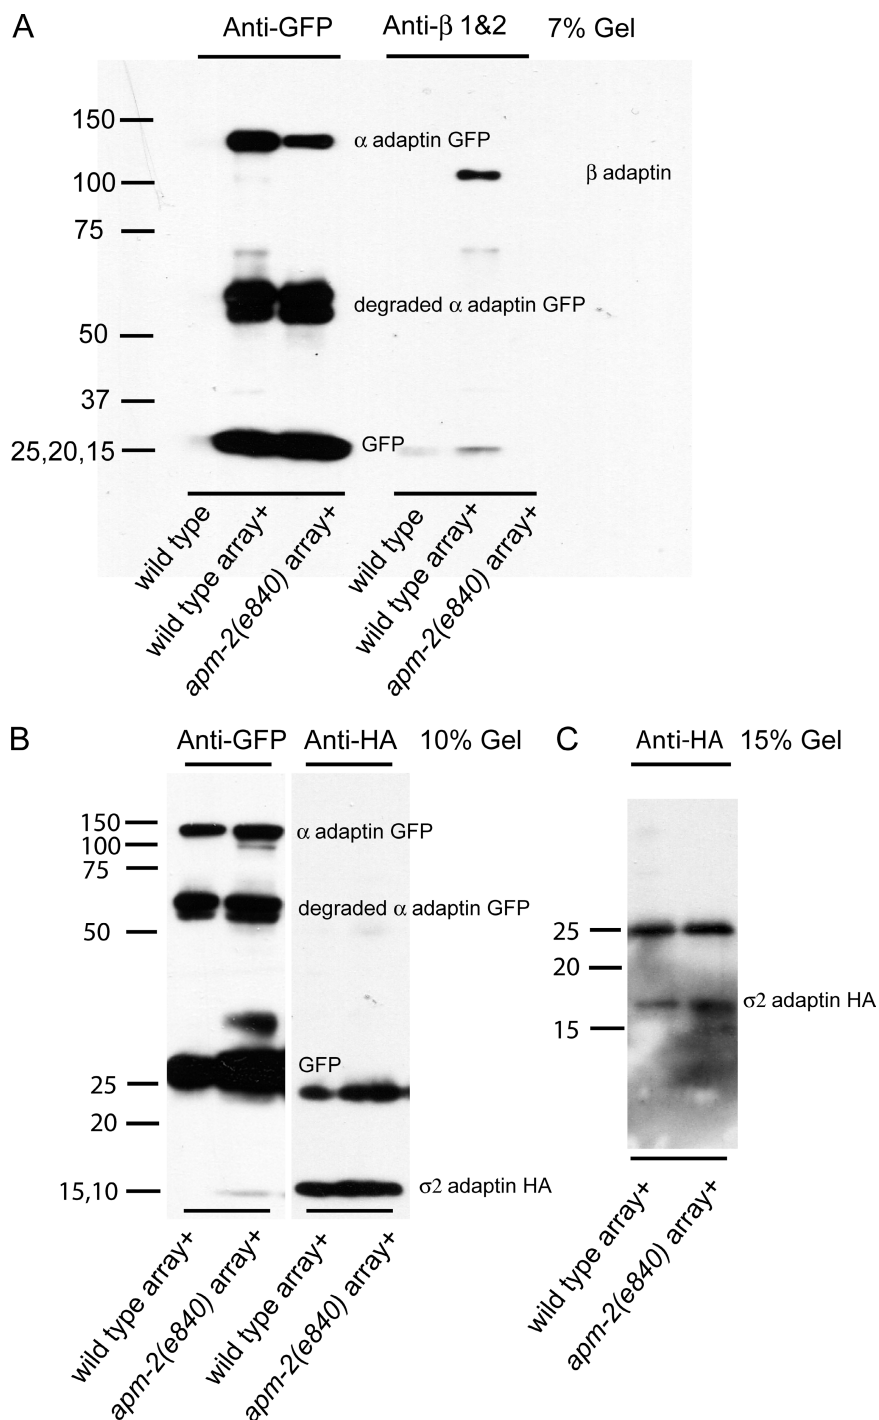 A
Anti-GFP
Anti-β 1&2
7% Gel
150
α adaptin GFP
β adaptin
100
75
degraded α adaptin GFP
50
37
25,20,15
GFP
wild type
wild type array+
apm-2(e840) array+
wild type
wild type array+
apm-2(e840) array+
B
Anti-GFP
Anti-HA
10% Gel
150
α adaptin GFP
100
75
degraded α adaptin GFP
50
GFP
25
20
15,10
σ2 adaptin HA
wild type array+
apm-2(e840) array+
wild type array+
apm-2(e840) array+
C
Anti-HA
15% Gel
25
20
σ2 adaptin HA
15
wild type array+
apm-2(e840) array+